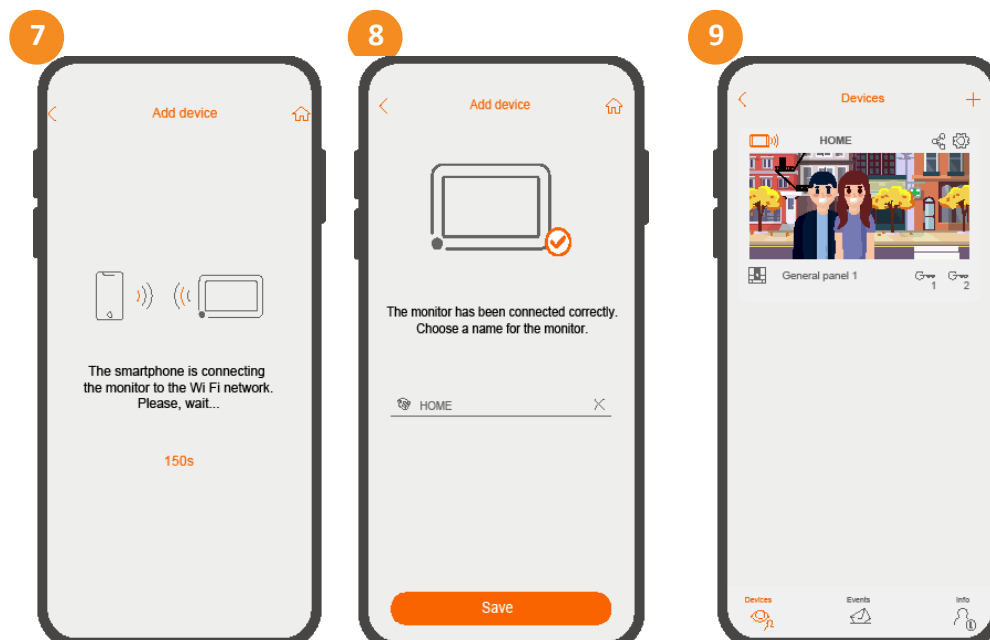 7
Add device
The smartphone is connecting
the monitor to the Wi Fi network.
Please, wait...
150s
8
Add device
The monitor has been connected correctly.
Choose a name for the monitor.
HOME
Save
9
Devices
HOME
General panel 1
1
2
Devices
Events
Info